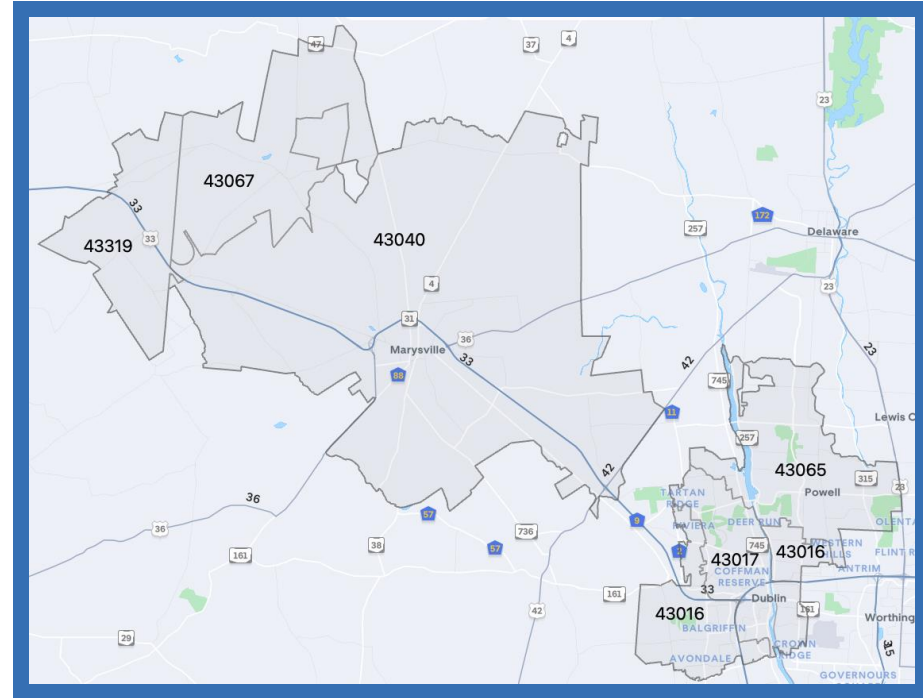 47
37
4
23
43067
33
33
43319
43040
257
172
Delaware
4
23
31
36
Marysville
33
88
42
745
23
11
Lewis C
257
43065
42
36
TARTAN
RIDGE
Powell
315
23
57
9
RIVIERA
DEER RUN
OLENTA
36
736
57
2
745
43016
WESTERN
HILLS
FLINT R
161
38
43017
COFFMAN
RESERVE
ANTRIM
161
33
Dublin
42
43016
161
Worthing
BALGRIFFIN
29
AVONDALE
CROWN
RIDGE
315
GOVERNOURS